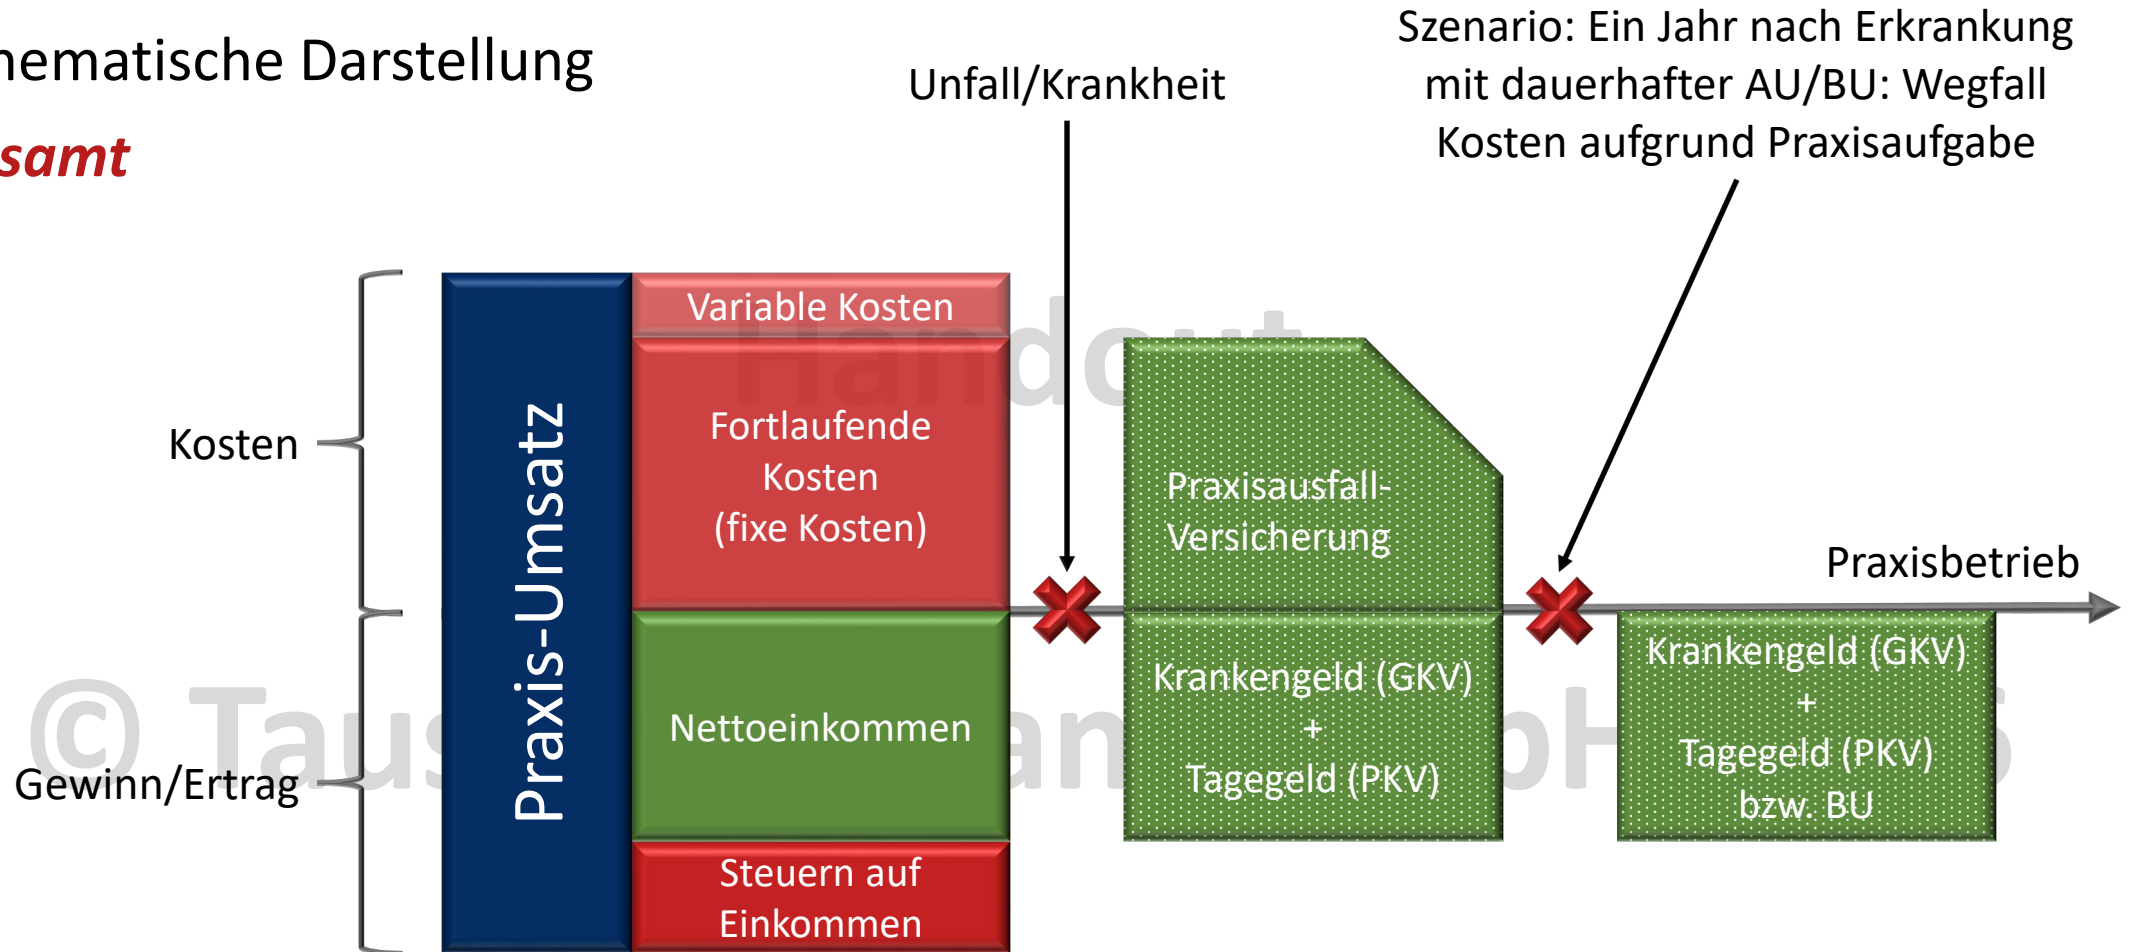 Darstellung
Unfall/Krankheit
Szenario: Ein Jahr nach Erkrankung
mit dauerhafter AU/BU: Wegfall
Kosten aufgrund Praxisaufgabe
Kosten
Gewinn/Ertrag
Praxis-Umsatz
Variable Kosten
Fortlaufende
Kosten
(fixe Kosten)
Nettoeinkommen
Steuern auf
Einkommen
Praxisausfall-
Versicherung
Krankengeld (GKV)
+
Tagegeld (PKV)
Praxisbetrieb
Krankengeld (GKV)
+
Tagegeld (PKV)
bzw. BU
Handout
©